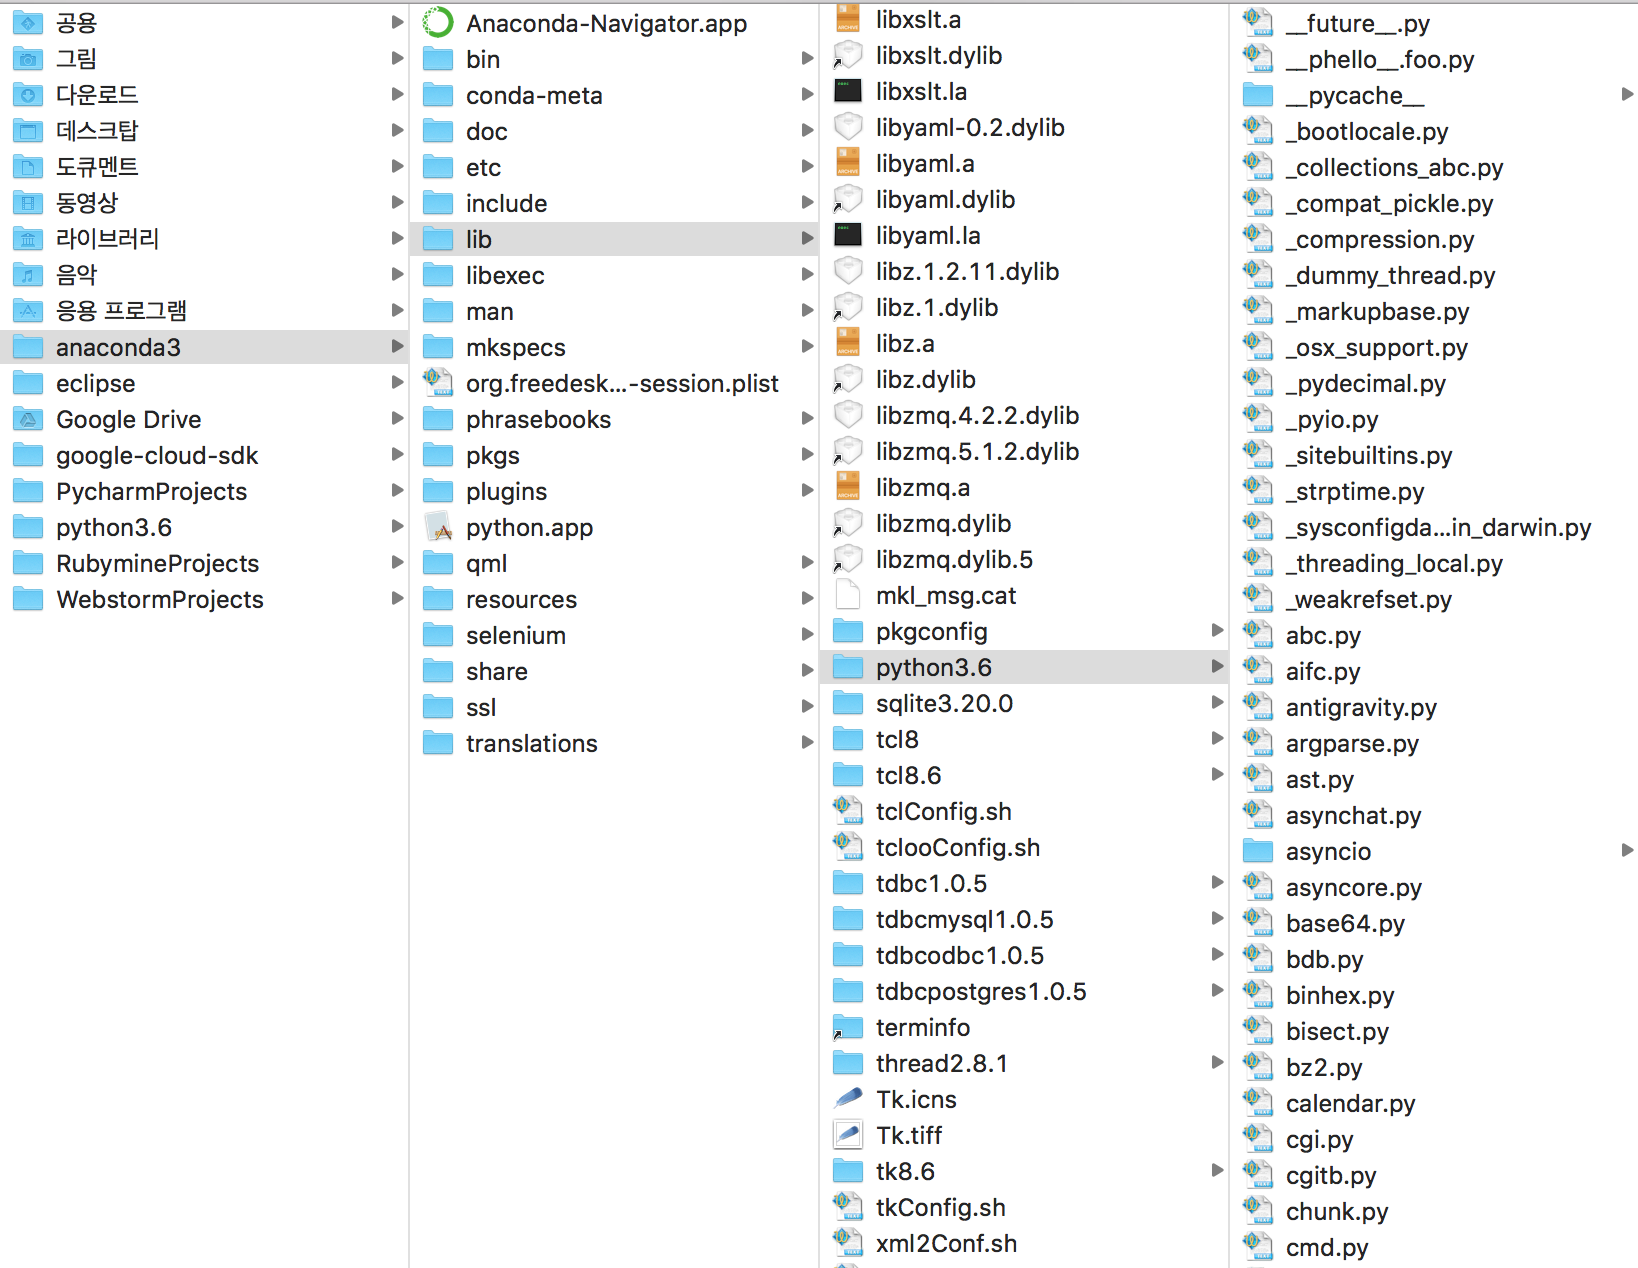 공용
그림
다운로드
데스크탑
도큐멘트
동영상
라이브러리
음악
응용 프로그램
anaconda3
eclipse
Google Drive
google-cloud-sdk
PycharmProjects
python3.6
RubymineProjects
WebstormProjects
Anaconda-Navigator.app
bin
conda-meta
doc
etc
include
lib
libexec
man
mkspecs
org.freedesk...-session.plist
phrasebooks
pkgs
plugins
python.app
qml
resources
selenium
share
ssl
translations
libxslt.a
libxslt.dylib
libxslt.la
libyaml-0.2.dylib
libyaml.a
libyaml.dylib
libyaml.la
libz.1.2.11.dylib
libz.1.dylib
libz.a
libz.dylib
libzmq.4.2.2.dylib
libzmq.5.1.2.dylib
libzmq.a
libzmq.dylib
libzmq.dylib.5
mkl_msg.cat
pkgconfig
python3.6
sqlite3.20.0
tcl8
tcl8.6
tclConfig.sh
tclooConfig.sh
tdbc1.0.5
tdbcmysql1.0.5
tdbcodbc1.0.5
tdbcpostgres1.0.5
terminfo
thread2.8.1
Tk.icns
Tk.tiff
tk8.6
tkConfig.sh
xml2Conf.sh
__future__.py
__phello__.foo.py
__pycache__
_bootlocale.py
_collections_abc.py
_compat_pickle.py
_compression.py
_dummy_thread.py
_markupbase.py
_osx_support.py
_pydecimal.py
_pyio.py
_sitebuiltins.py
_strptime.py
_sysconfigda...in_darwin.py
_threading_local.py
_weakrefset.py
abc.py
aifc.py
antigravity.py
argparse.py
ast.py
asynchat.py
asyncio
asyncore.py
base64.py
bdb.py
binhex.py
bisect.py
bz2.py
calendar.py
cgi.py
cgitb.py
chunk.py
cmd.py